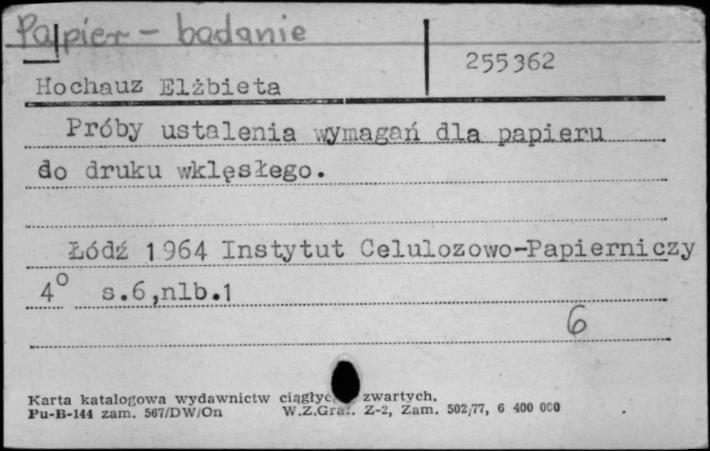 Papier - badanie
255362
Hochauz Elżbieta
Próby ustalenia wymagań dla papieru
do druku wklęsłego.
Łódź 1964 Instytut Celulozowo-Papierniczy
4° s.6,nlb.1
6
Karta katalogowa wydawnictw zwartych.
Pu-B-144 zam. 567/DW/On W.Z.Graf. Z-2, Zam. 502/77, 6 400 000